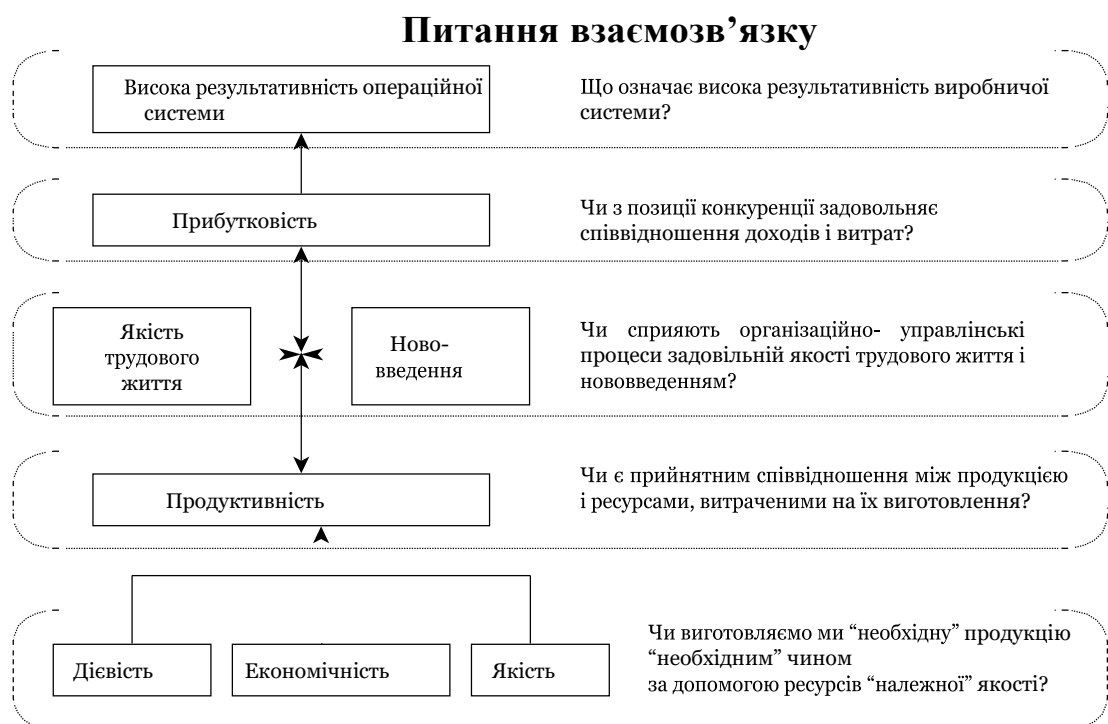 Питання взаємозв’язку
Висока результативність операційної
системи
Що означає висока результативність виробничої
системи?
Прибутковість
Чи з позиції конкуренції задовольняє
співвідношення доходів і витрат?
Якість
трудового
життя
Ново-
введення
Чи сприяють організаційно- управлінські
процеси задовільній якості трудового життя і
нововведенням?
Продуктивність
Чи є прийнятним співвідношення між продукцією
і ресурсами, витраченими на їх виготовлення?
Дієвість
Економічність
Якість
Чи виготовляємо ми “необхідну” продукцію
“необхідним” чином
за допомогою ресурсів “належної” якості?